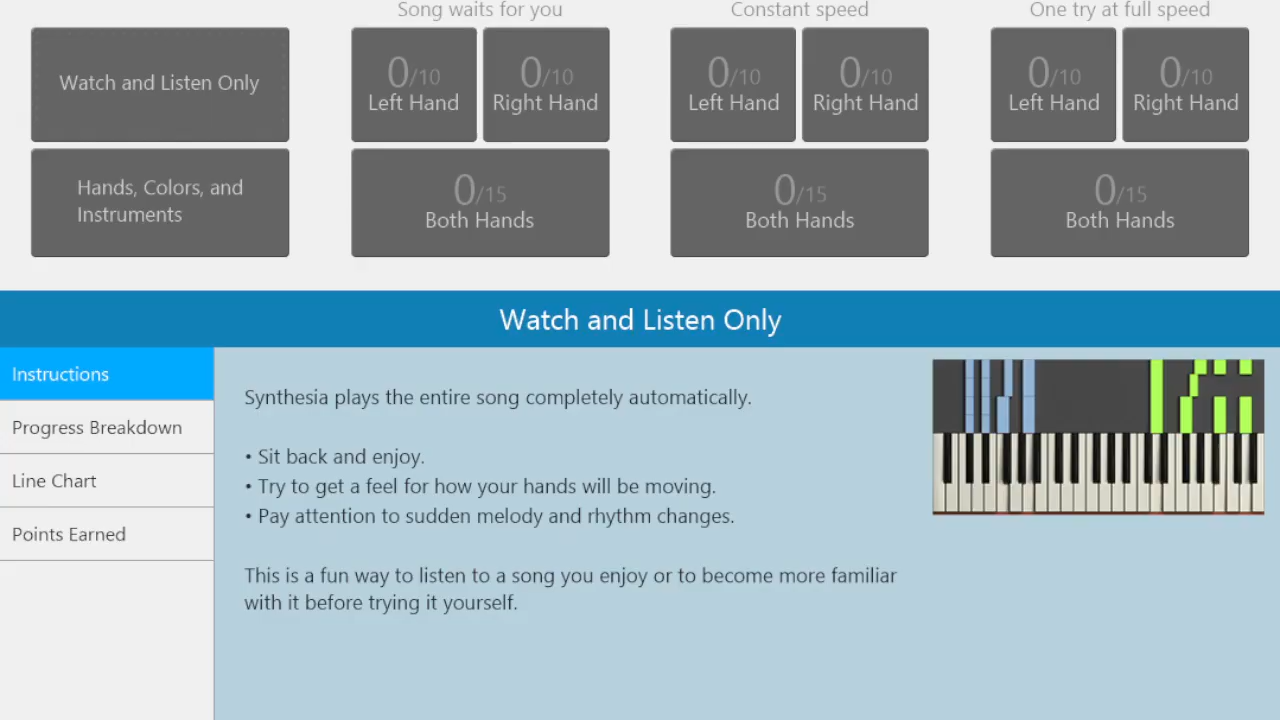 Song waits for you
Constant speed
One try at full speed
Watch and Listen Only
0/10
Left Hand
0/10
Right Hand
0/10
Left Hand
0/10
Right Hand
0/10
Left Hand
0/10
Right Hand
Hands, Colors, and
Instruments
0/15
Both Hands
0/15
Both Hands
0/15
Both Hands
Watch and Listen Only
Instructions
Progress Breakdown
Line Chart
Points Earned
Synthesia plays the entire song completely automatically.
• Sit back and enjoy.
• Try to get a feel for how your hands will be moving.
• Pay attention to sudden melody and rhythm changes.
This is a fun way to listen to a song you enjoy or to become more familiar
with it before trying it yourself.